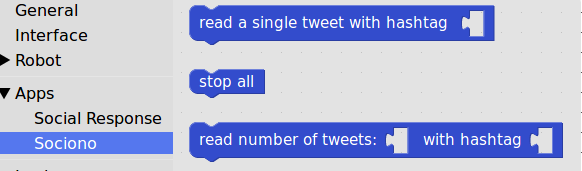 General
Interface
Robot
Apps
Social Response
Sociono
read a single tweet with hashtag
stop all
read number of tweets: with hashtag